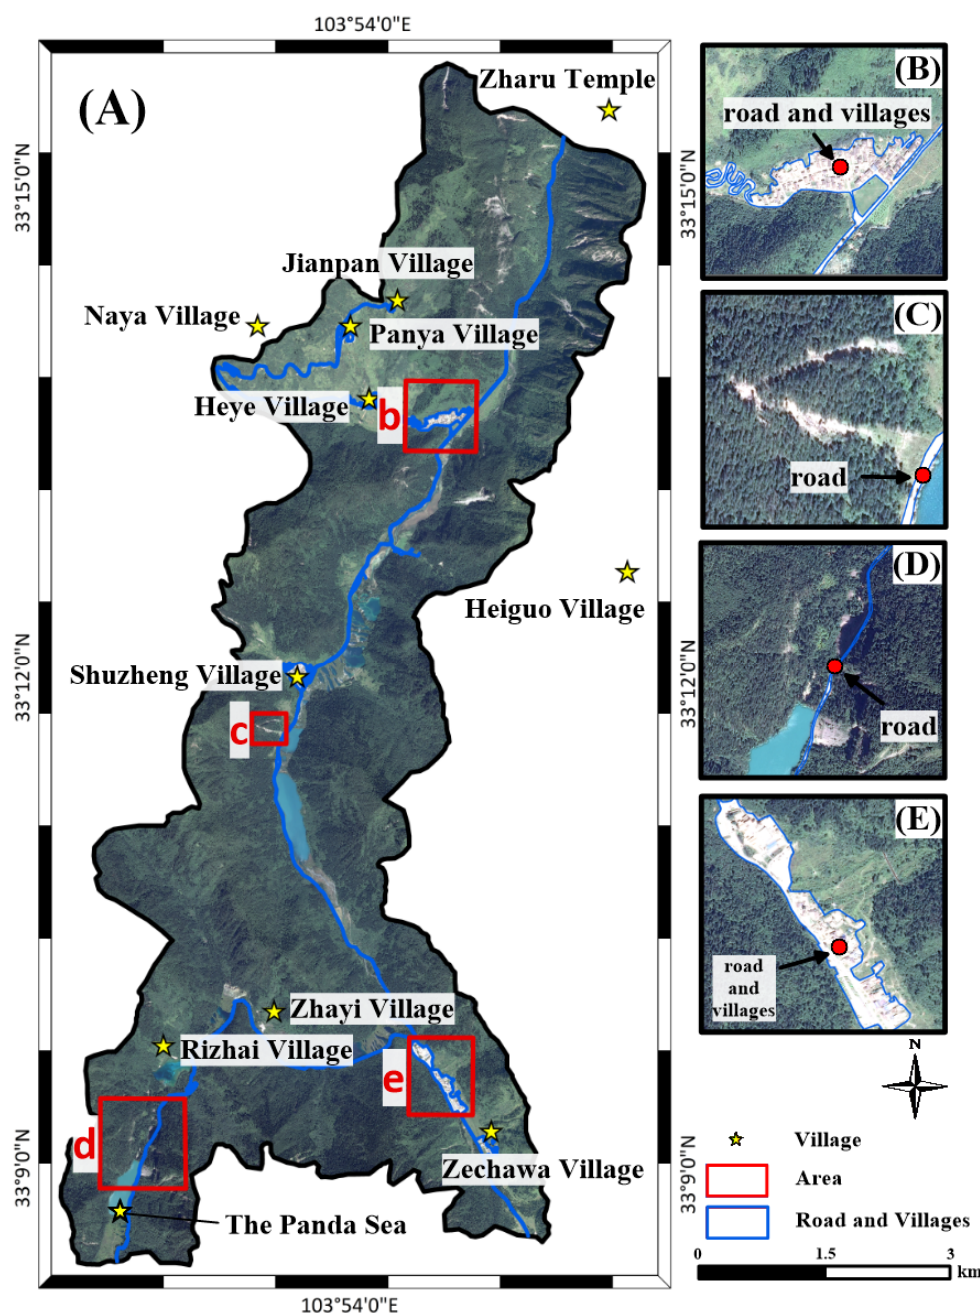 103°54'0"E
(A)
Zharu Temple
33°15'0"N
Jianpan Village
Naya Village
Panya Village
Heye Village
b
Heiguo Village
33°12'0"N
Shuzheng Village
c
Zhayi Village
Rizhai Village
e
d
Zechawa Village
33°9'0"N
The Panda Sea
103°54'0"E
33°15'0"N
(B)
road and villages
(C)
road
33°12'0"N
(D)
road
(E)
road
and
villages
N
33°9'0"N
Village
Area
Road and Villages
0 1.5 3
km